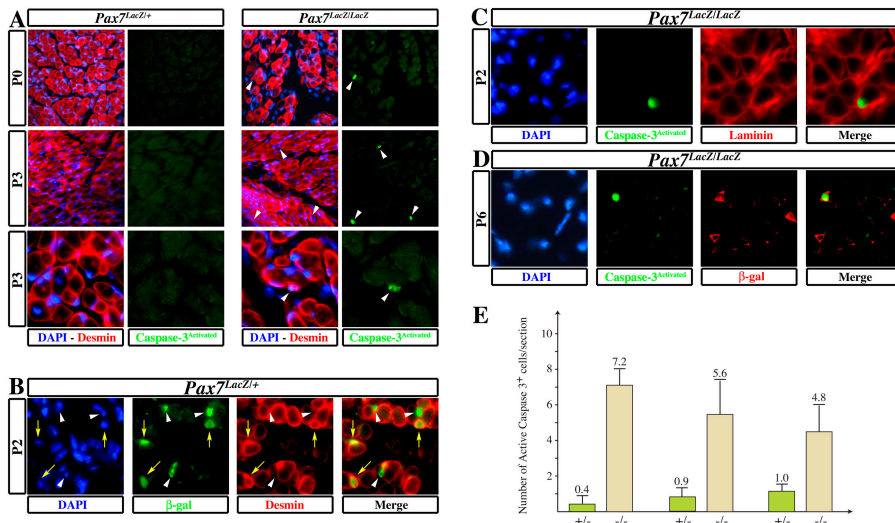 A
Pax7LacZ/+
Pax7LacZ/LacZ
P0
P3
P3
DAPI - Desmin
Caspase-3Activated
DAPI - Desmin
Caspase-3Activated
B
Pax7LacZ/+
P2
DAPI
β-gal
Desmin
Merge
C
Pax7LacZ/LacZ
P2
DAPI
Caspase-3Activated
Laminin
Merge
D
Pax7LacZ/LacZ
P6
DAPI
Caspase-3Activated
β-gal
Merge
E
Number of Active Caspase 3+ cells/section
10
8
6
4
2
0.4
7.2
0.9
5.6
1.0
4.8
+/-
-/-
+/-
-/-
+/-
-/-